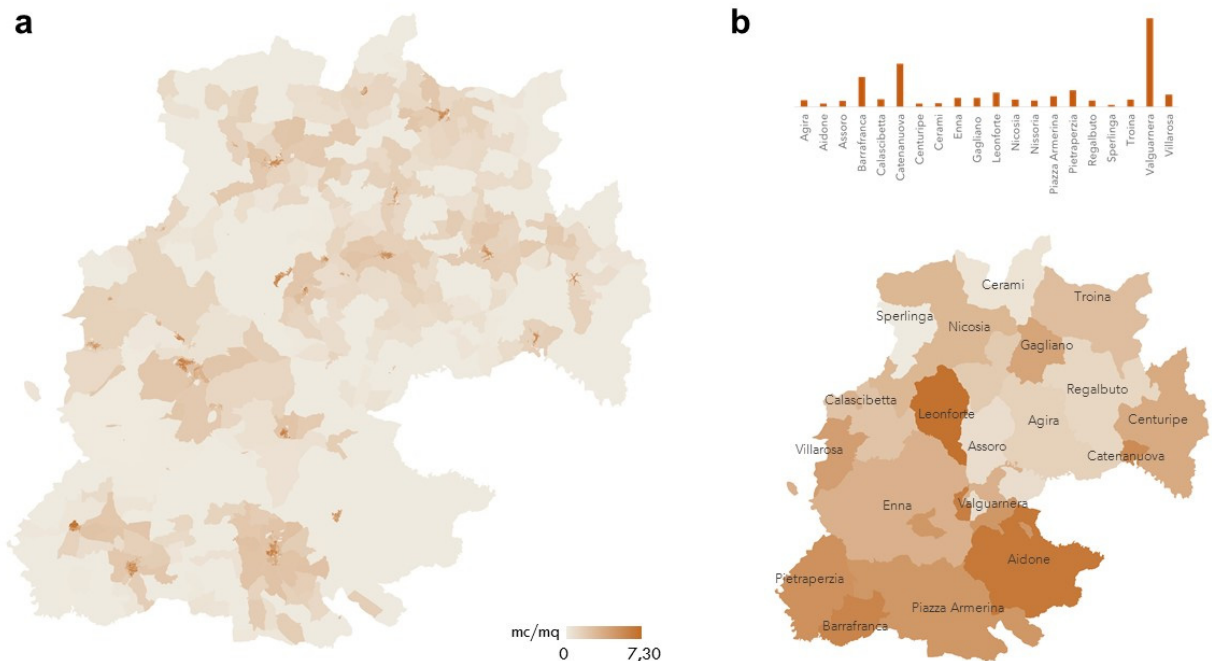 a
b
Agira
Aidone
Assoro
Barrafranca
Calascibetta
Catenanuova
Centuripe
Cerami
Enna
Gagliano
Leonforte
Nicosia
Nissoria
Piazza Armerina
Pietraperzia
Regalbuto
Sperlinga
Troina
Valguarnera
Villarosa
Cerami
Troina
Sperlinga
Nicosia
Gagliano
Regalbuto
Calascibetta
Leonforte
Agira
Centuripe
Villarosa
Assoro
Catenanuova
Enna
Valguarnera
Aidone
Pietraperzia
Piazza Armerina
Barrafranca
mc/mq
0 7,30